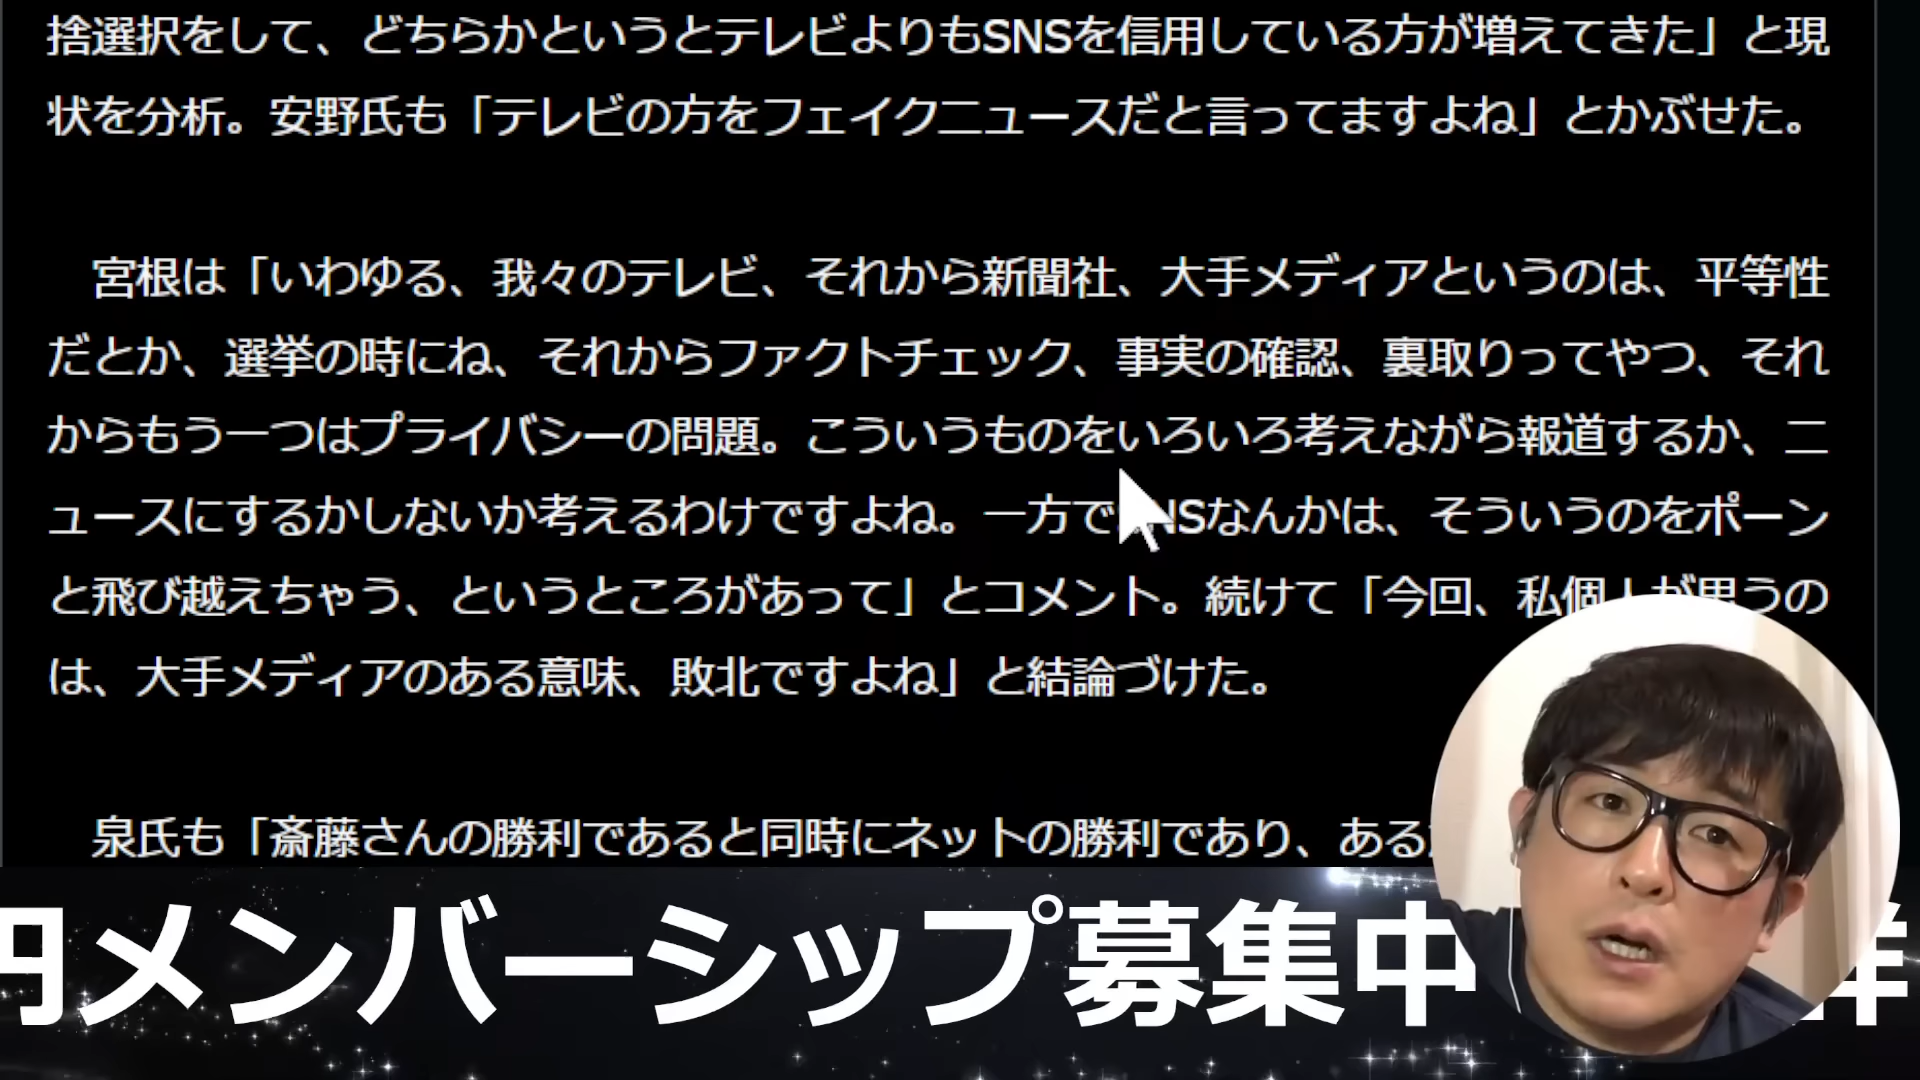 捨選択をして、どちらかというとテレビよりもSNSを信用している方が増えてきた」と現
状を分析。安野氏も「テレビの方をフェイクニュースだと言ってますよね」とかぶせた。
宮根は「いわゆる、我々のテレビ、それから新聞社、大手メディアというのは、平等性
だとか、選挙の時にね、それからファクトチェック、事実の確認、裏取りってやつ、それ
からもう一つはプライバシーの問題。こういうものをいろいろ考えながら報道するか、ニ
ュースにするかしないか考えるわけですよね。一方でSNSなんかは、そういうのをポーン
と飛び越えちゃう、というところがあって」とコメント。続けて「今回、私個人が思うの
は、大手メディアのある意味、敗北ですよね」と結論づけた。
泉氏も「斎藤さんの勝利であると同時にネットの勝利であり、ある
円メンバーシップ募集中